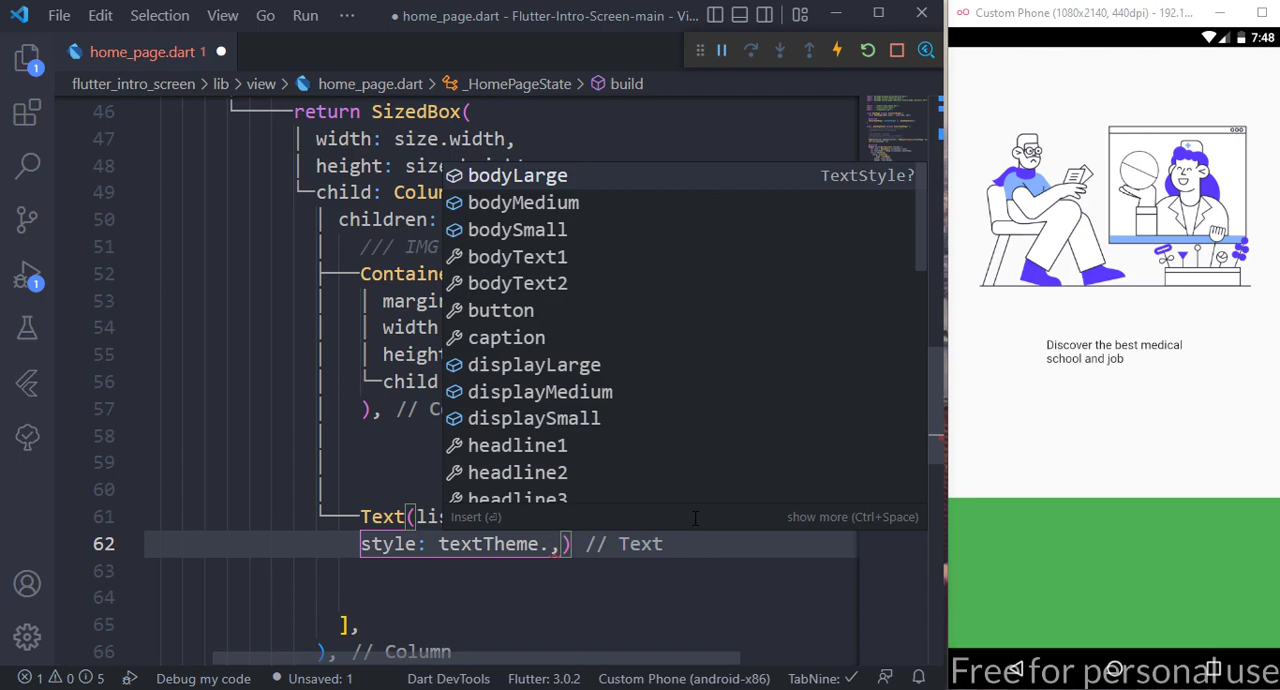 File Edit Selection View Go Run ··· ● home_page.dart - Flutter-Intro-Screen-main - Vi...
Custom Phone (1080x2140, 440dpi) - 192.1...
7:48
home_page.dart 1 ●
flutter_intro_screen > lib > view > home_page.dart > _HomePageState > build
46 return SizedBox(
47 width: size.width,
48 height: size.height,
49 child: Colu
50 children:
51 /// IMG
52 Containe
53 margi
54 width
55 heigh
56 child
57 ), // C
58
59
60
61 Text(lis
62 style: textTheme.,) // Text
63
64
65 ],
66 ), // Column
bodyLarge TextStyle?
bodyMedium
bodySmall
bodyText1
bodyText2
button
caption
displayLarge
displayMedium
displaySmall
headline1
headline2
headline3
Insert (⏎) show more (Ctrl+Space)
1
1
Discover the best medical
school and job
1 0 5 Debug my code ● Unsaved: 1 Dart DevTools Flutter: 3.0.2 Custom Phone (android-x86) TabNine: ✓
Free for personal use